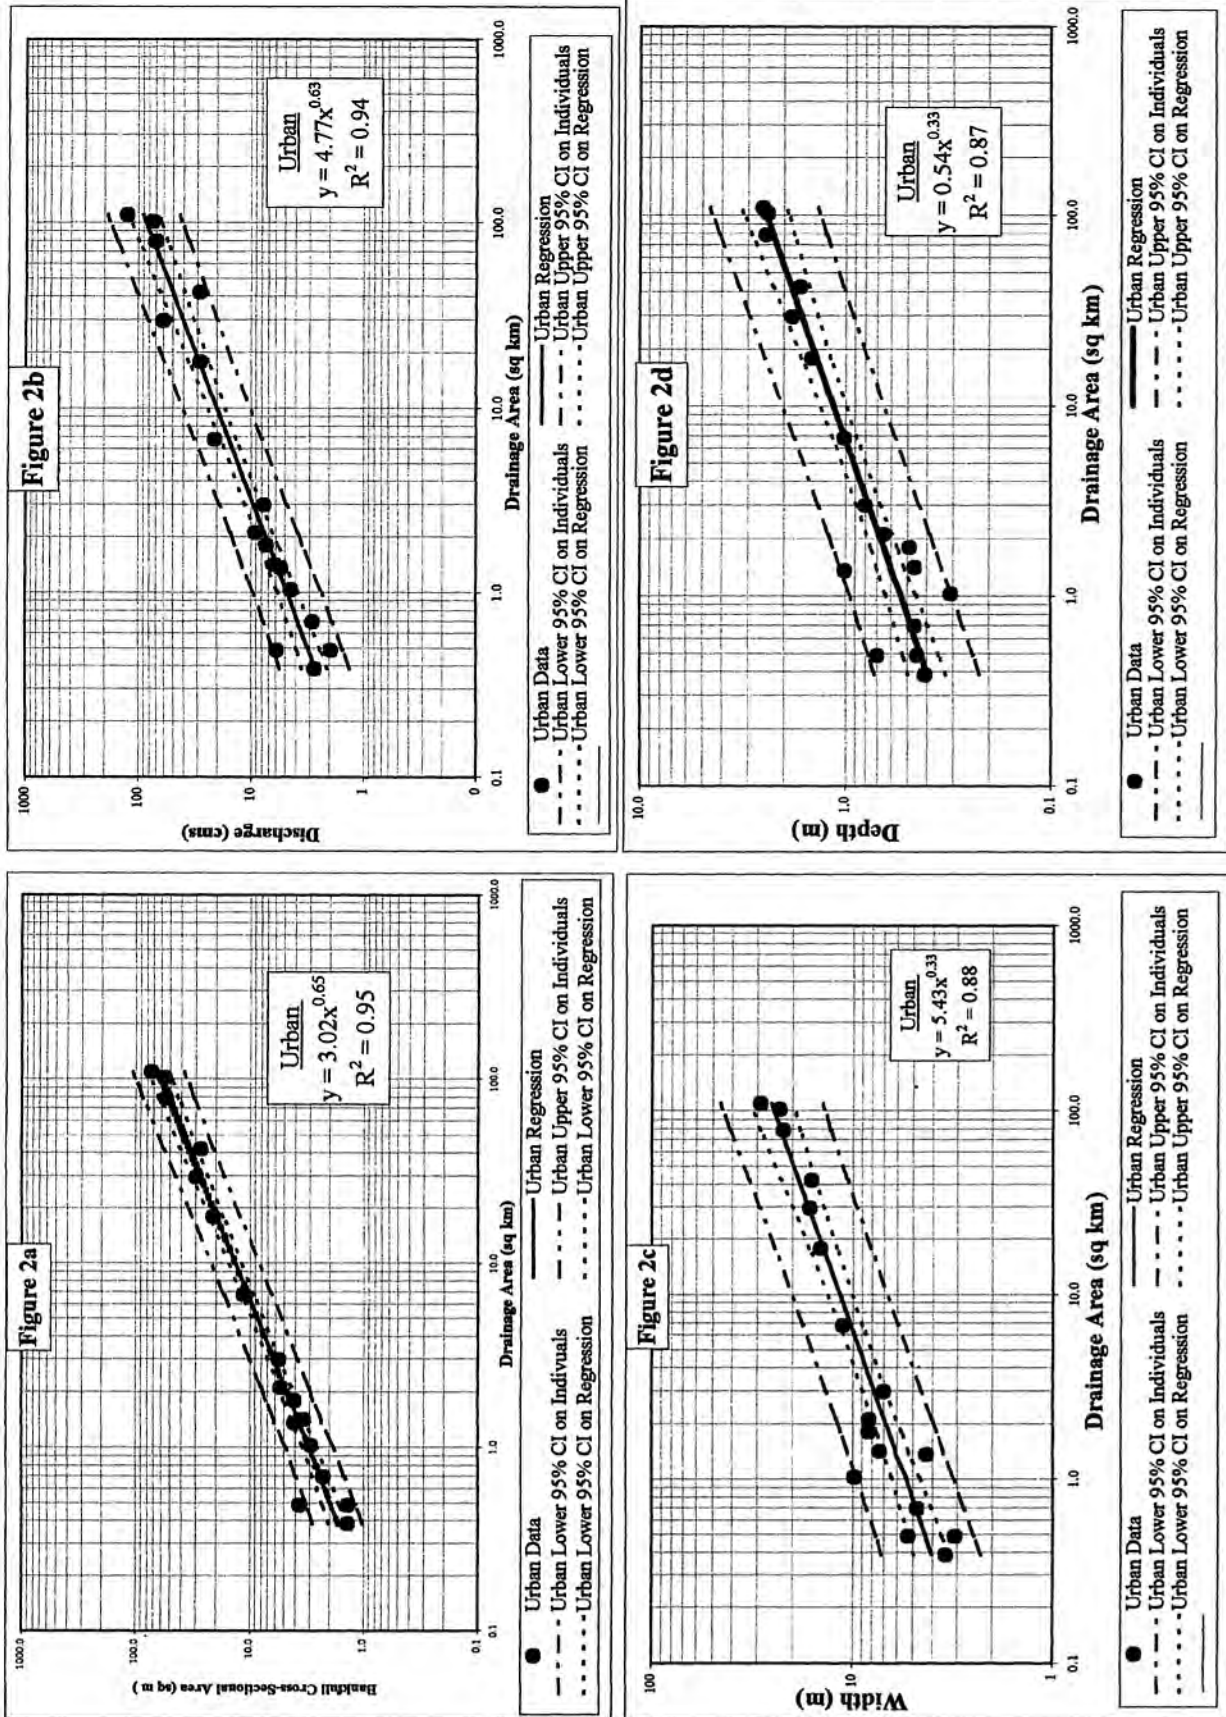 Figure 2a
Bankfull Cross-Sectional Area (sq m )
1000.0
100.0
10.0
1.0
0.1
0.1
1.0
10.0
100.0
1000.0
Drainage Area (sq km)
Urban
y = 3.02x^0.65
R² = 0.95
Urban Data
Urban Regression
Urban Lower 95% CI on Indivuals
Urban Upper 95% CI on Individuals
Urban Lower 95% CI on Regression
Urban Lower 95% CI on Regression
Figure 2b
Discharge (cms)
1000
100
10
1
0
0.1
1.0
10.0
100.0
1000.0
Drainage Area (sq km)
Urban
y = 4.77x^0.63
R² = 0.94
Urban Data
Urban Regression
Urban Lower 95% CI on Individuals
Urban Upper 95% CI on Individuals
Urban Lower 95% CI on Regression
Urban Upper 95% CI on Regression
Figure 2c
Width (m)
100
10
1
0.1
1.0
10.0
100.0
1000.0
Drainage Area (sq km)
Urban
y = 5.43x^0.33
R² = 0.88
Urban Data
Urban Regression
Urban Lower 95% CI on Individuals
Urban Upper 95% CI on Individuals
Urban Lower 95% CI on Regression
Urban Upper 95% CI on Regression
Figure 2d
Depth (m)
10.0
1.0
0.1
0.1
1.0
10.0
100.0
1000.0
Drainage Area (sq km)
Urban
y = 0.54x^0.33
R² = 0.87
Urban Data
Urban Regression
Urban Lower 95% CI on Individuals
Urban Upper 95% CI on Individuals
Urban Lower 95% CI on Regression
Urban Upper 95% CI on Regression